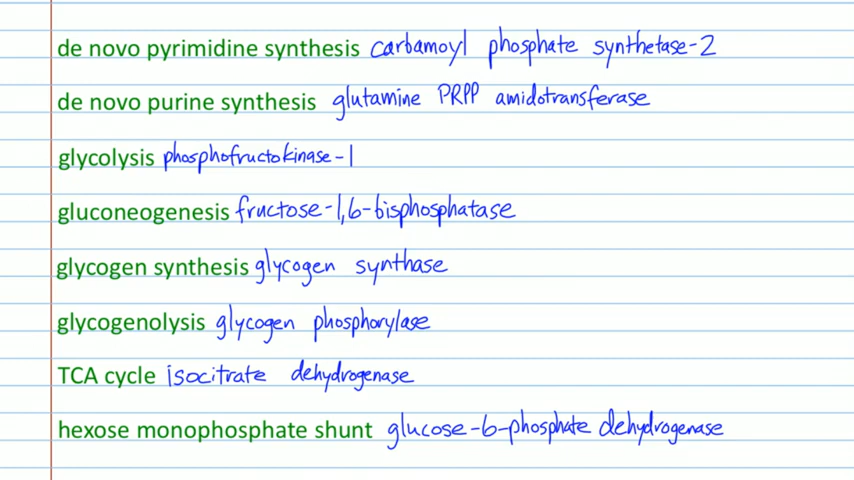 de novo pyrimidine synthesis carbamoyl phosphate synthetase-2
de novo purine synthesis glutamine PRPP amidotransferase
glycolysis phosphofructokinase-1
gluconeogenesis fructose-1,6-bisphosphatase
glycogen synthesis glycogen synthase
glycogenolysis glycogen phosphorylase
TCA cycle isocitrate dehydrogenase
hexose monophosphate shunt glucose-6-phosphate dehydrogenase